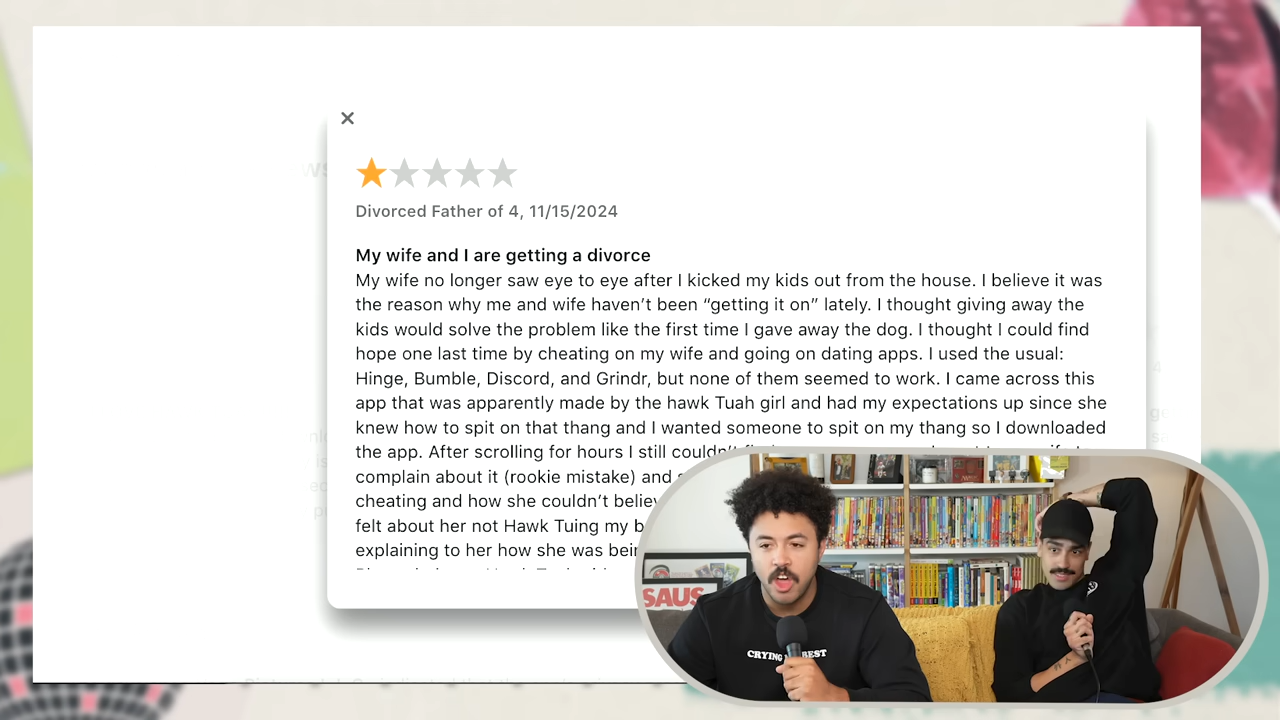 Divorced Father of 4, 11/15/2024
My wife and I are getting a divorce
My wife no longer saw eye to eye after I kicked my kids out from the house. I believe it was
the reason why me and wife haven’t been “getting it on” lately. I thought giving away the
kids would solve the problem like the first time I gave away the dog. I thought I could find
hope one last time by cheating on my wife and going on dating apps. I used the usual:
Hinge, Bumble, Discord, and Grindr, but none of them seemed to work. I came across this
app that was apparently made by the hawk Tuah girl and had my expectations up since she
knew how to spit on that thang and I wanted someone to spit on my thang so I downloaded
the app. After scrolling for hours I still couldn’t
complain about it (rookie mistake) and
cheating and how she couldn’t
felt about her not Hawk Tuing my
explaining to her how she was
SAUS
CRYING
BEST